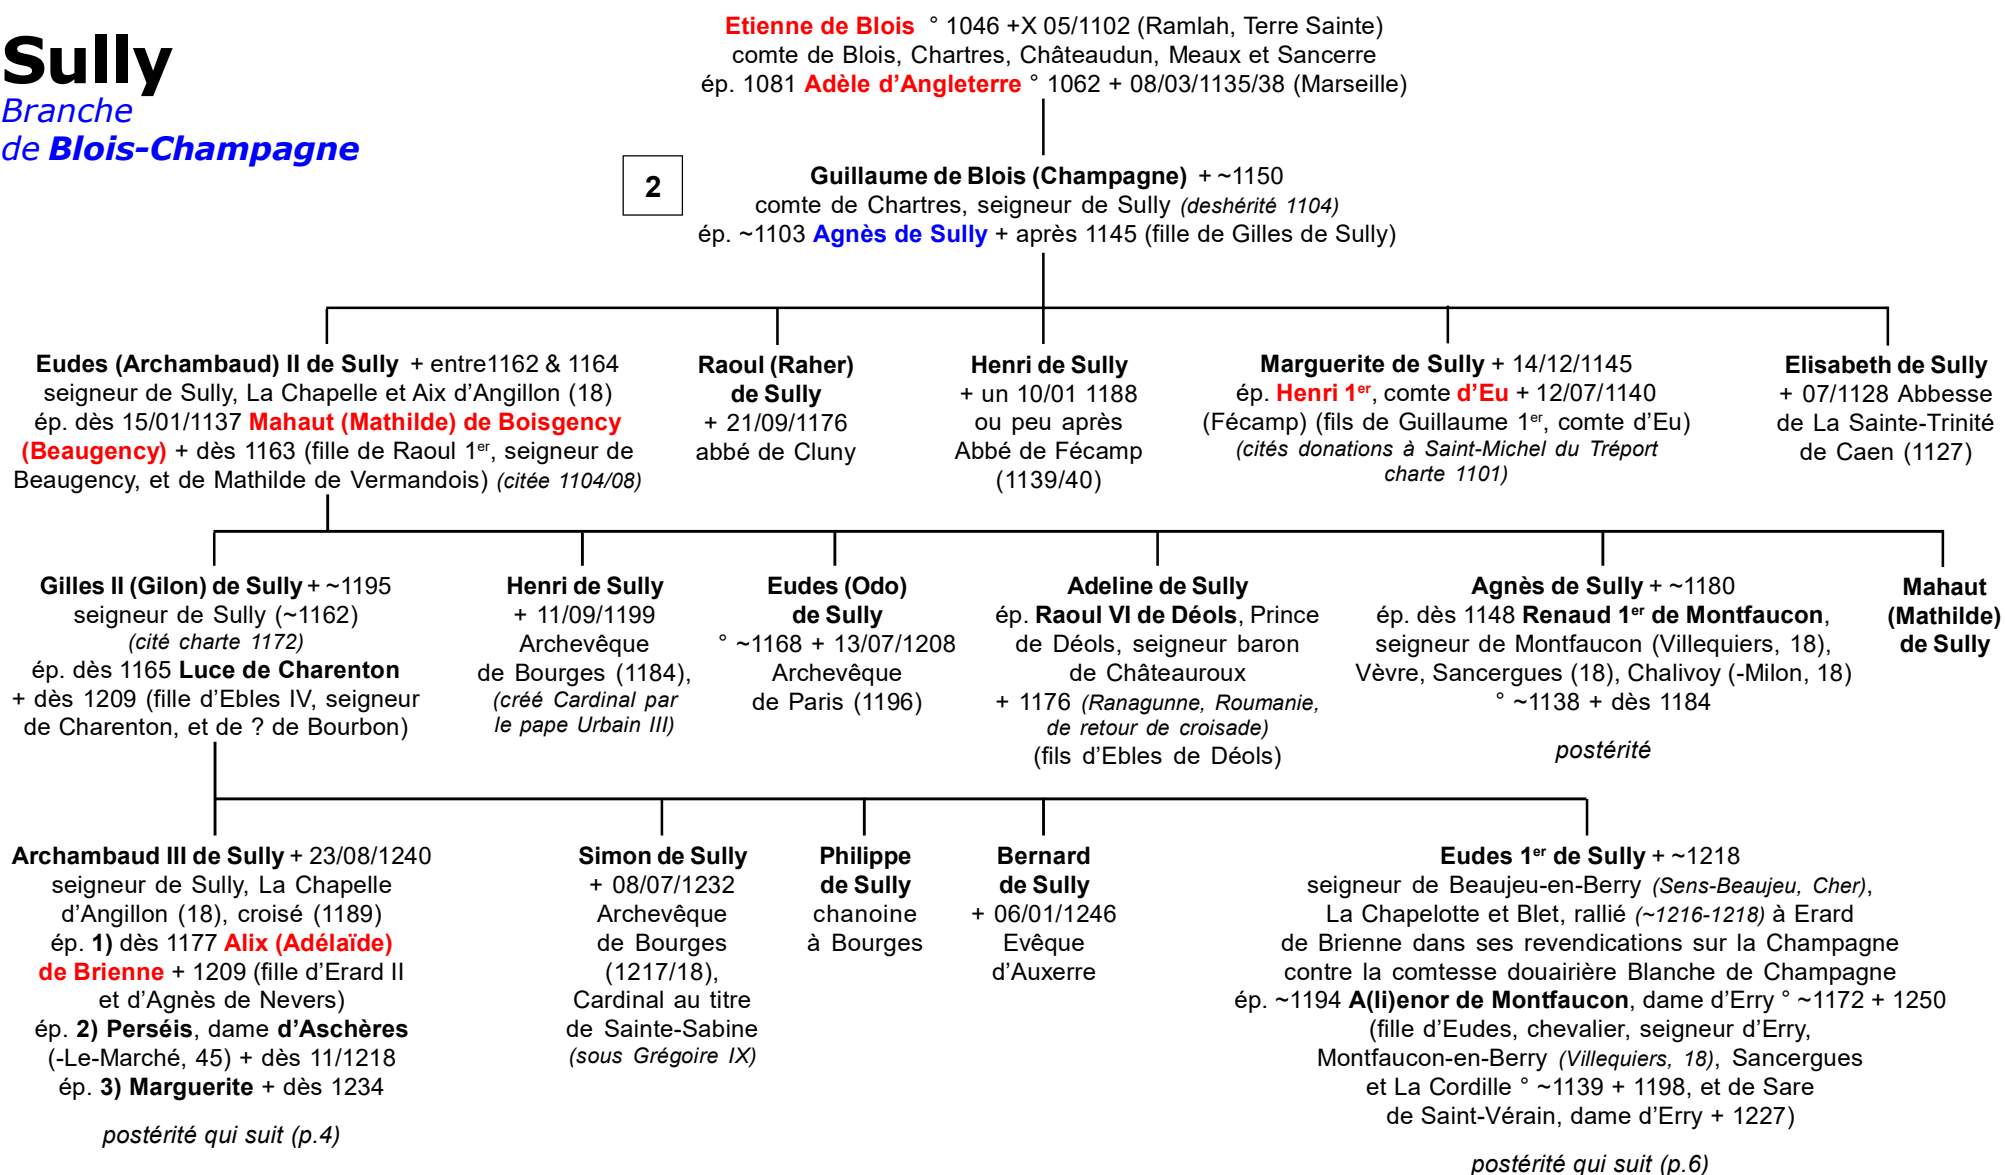 Sully
Branche
de Blois-Champagne
Etienne de Blois ° 1046 +X 05/1102 (Ramlah, Terre Sainte)
comte de Blois, Chartres, Châteaudun, Meaux et Sancerre
ép. 1081 Adèle d’Angleterre ° 1062 + 08/03/1135/38 (Marseille)
2
Guillaume de Blois (Champagne) + ~1150
comte de Chartres, seigneur de Sully (deshérité 1104)
ép. ~1103 Agnès de Sully + après 1145 (fille de Gilles de Sully)
Eudes (Archambaud) II de Sully + entre1162 & 1164
seigneur de Sully, La Chapelle et Aix d’Angillon (18)
ép. dès 15/01/1137 Mahaut (Mathilde) de Boisgency
(Beaugency) + dès 1163 (fille de Raoul 1er, seigneur de
Beaugency, et de Mathilde de Vermandois) (citée 1104/08)
Raoul (Raher)
de Sully
+ 21/09/1176
abbé de Cluny
Henri de Sully
+ un 10/01 1188
ou peu après
Abbé de Fécamp
(1139/40)
Marguerite de Sully + 14/12/1145
ép. Henri 1er, comte d’Eu + 12/07/1140
(Fécamp) (fils de Guillaume 1er, comte d’Eu)
(cités donations à Saint-Michel du Tréport
charte 1101)
Elisabeth de Sully
+ 07/1128 Abbesse
de La Sainte-Trinité
de Caen (1127)
Gilles II (Gilon) de Sully + ~1195
seigneur de Sully (~1162)
(cité charte 1172)
ép. dès 1165 Luce de Charenton
+ dès 1209 (fille d’Ebles IV, seigneur
de Charenton, et de ? de Bourbon)
Henri de Sully
+ 11/09/1199
Archevêque
de Bourges (1184),
(créé Cardinal par
le pape Urbain III)
Eudes (Odo)
de Sully
° ~1168 + 13/07/1208
Archevêque
de Paris (1196)
Adeline de Sully
ép. Raoul VI de Déols, Prince
de Déols, seigneur baron
de Châteauroux
+ 1176 (Ranagunne, Roumanie,
de retour de croisade)
(fils d’Ebles de Déols)
Agnès de Sully + ~1180
ép. dès 1148 Renaud 1er de Montfaucon,
seigneur de Montfaucon (Villequiers, 18),
Vèvre, Sancergues (18), Chalivoy (-Milon, 18)
° ~1138 + dès 1184
postérité
Mahaut
(Mathilde)
de Sully
Archambaud III de Sully + 23/08/1240
seigneur de Sully, La Chapelle
d’Angillon (18), croisé (1189)
ép. 1) dès 1177 Alix (Adélaïde)
de Brienne + 1209 (fille d’Erard II
et d’Agnès de Nevers)
ép. 2) Perséis, dame d’Aschères
(-Le-Marché, 45) + dès 11/1218
ép. 3) Marguerite + dès 1234
postérité qui suit (p.4)
Simon de Sully
+ 08/07/1232
Archevêque
de Bourges
(1217/18),
Cardinal au titre
de Sainte-Sabine
(sous Grégoire IX)
Philippe
de Sully
chanoine
à Bourges
Bernard
de Sully
+ 06/01/1246
Evêque
d’Auxerre
Eudes 1er de Sully + ~1218
seigneur de Beaujeu-en-Berry (Sens-Beaujeu, Cher),
La Chapelotte et Blet, rallié (~1216-1218) à Erard
de Brienne dans ses revendications sur la Champagne
contre la comtesse douairière Blanche de Champagne
ép. ~1194 A(li)enor de Montfaucon, dame d’Erry ° ~1172 + 1250
(fille d’Eudes, chevalier, seigneur d’Erry,
Montfaucon-en-Berry (Villequiers, 18), Sancergues
et La Cordille ° ~1139 + 1198, et de Sare
de Saint-Vérain, dame d’Erry + 1227)
postérité qui suit (p.6)